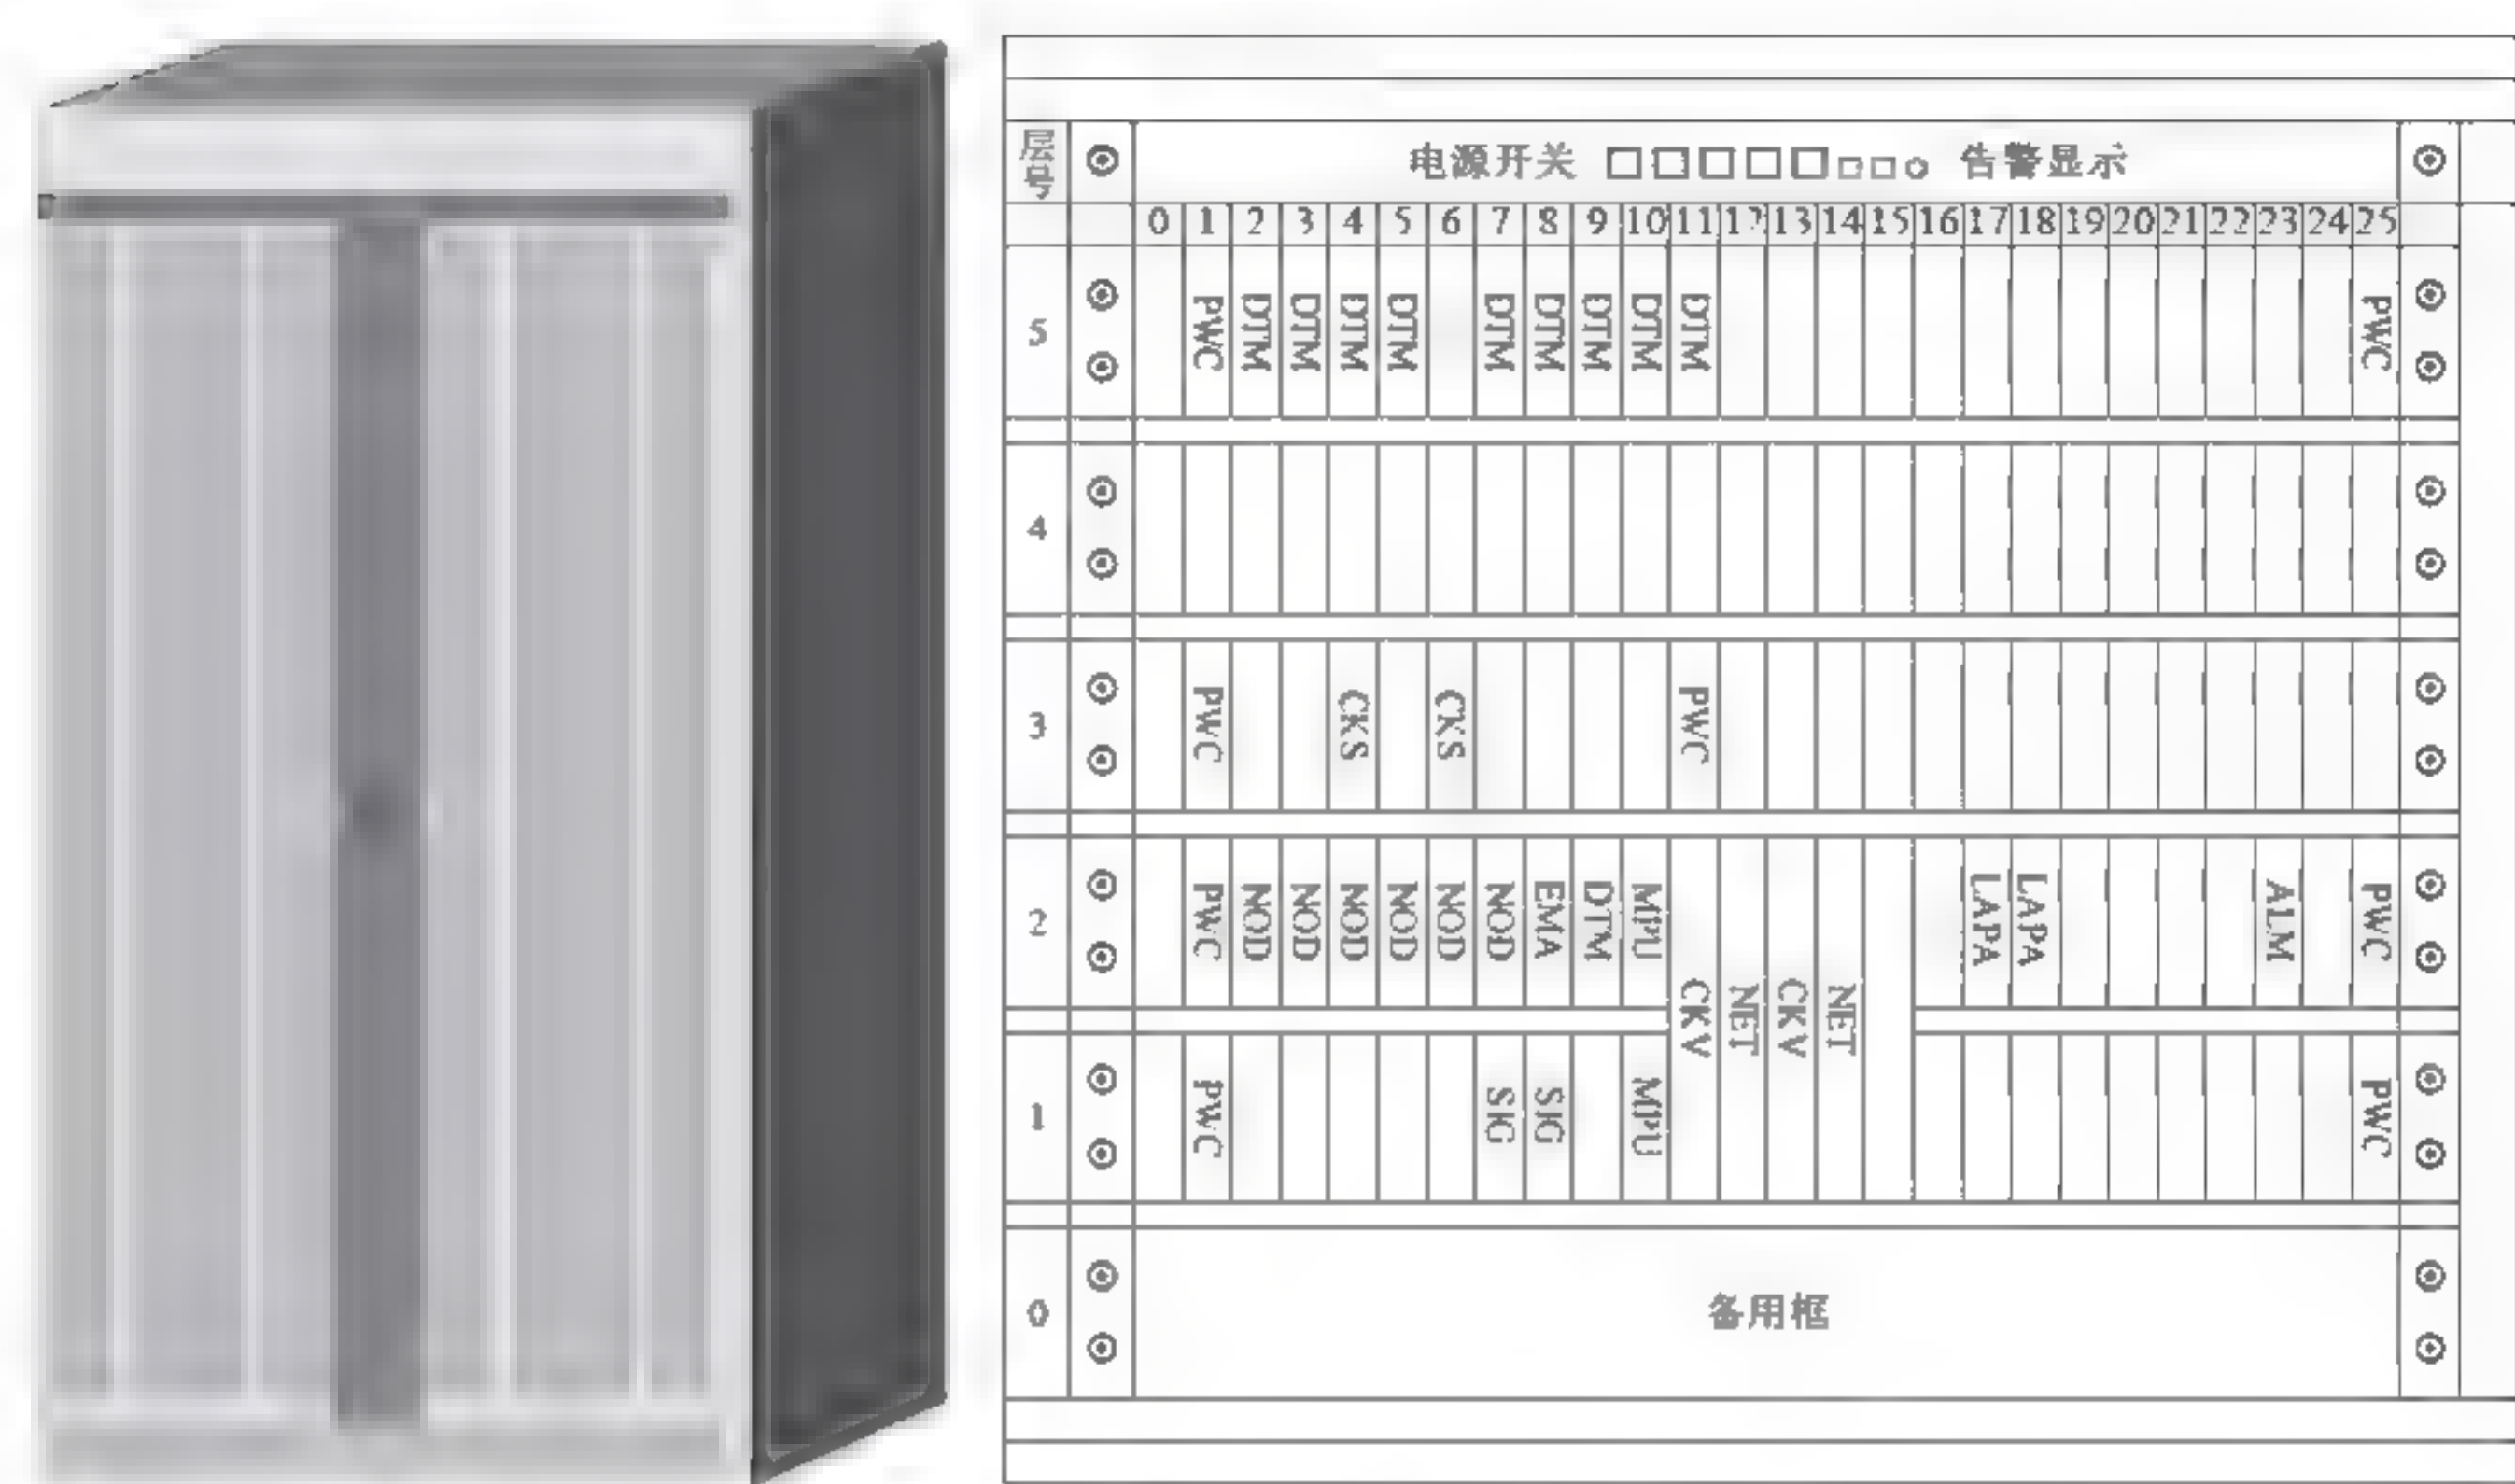 层号 电源开关 告警显示
0 1 2 3 4 5 6 7 8 9 10 11 12 13 14 15 16 17 18 19 20 21 22 23 24 25
5 PWC DTM DTM DTM DTM DTM DTM DTM DTM DTM PWC
4
3 PWC CKS CKS PWC
2 PWC NOD NOD NOD NOD NOD NOD EMA DTM MPU LAPA LAPA ALM PWC
CKV NET CKV NET
1 PWC SIG SIG MPU PWC
0 备用框